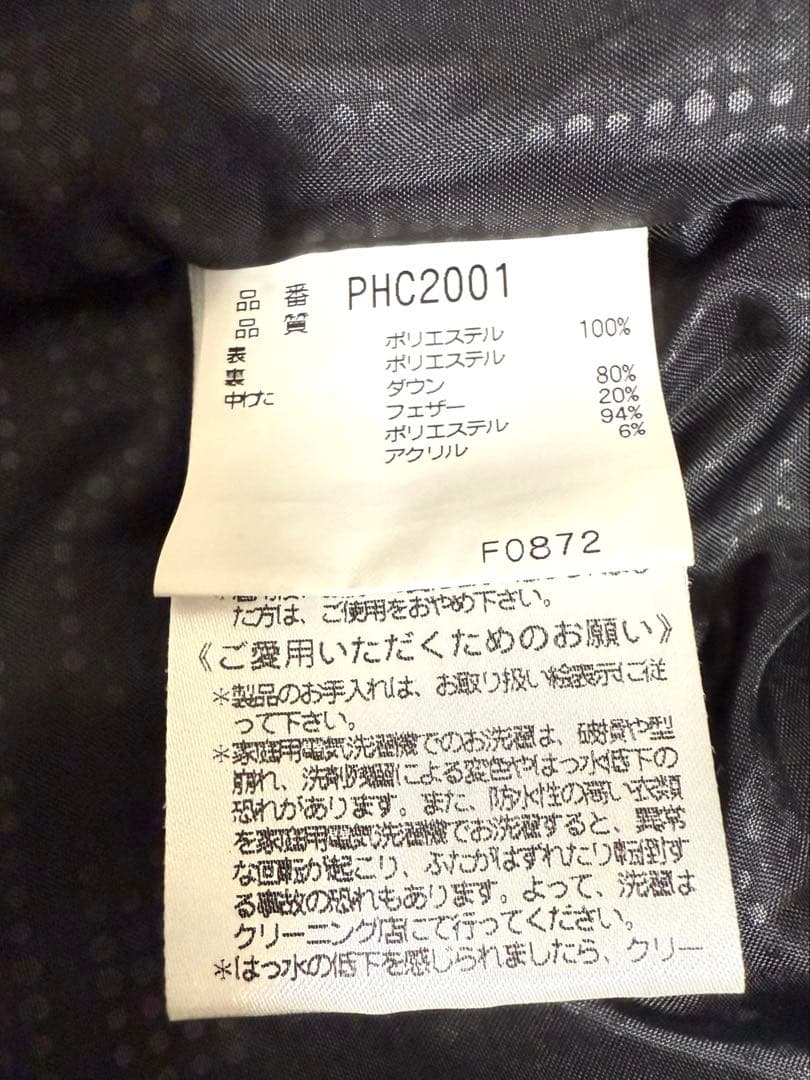 品番 PHC2001
品質
表 ポリエステル 100%
裏 ポリエステル
中わた ダウン 80%
フェザー 20%
ポリエステル 94%
アクリル 6%
F0872
た方は、ご使用をおやめ下さい。
《ご愛用いただくためのお願い》
*製品のお手入れは、お取り扱い絵表示に従
って下さい。
*家庭用電気洗濯機でのお洗濯は、破損や型
崩れ、洗剤残留による変色やはっ水低下の
恐れがあります。また、防水性の高い衣類
を家庭用電気洗濯機でお洗濯すると、異常
な回転が起こり、ふたがはずれたり転倒す
る事故の恐れもあります。よって、洗濯は
クリーニング店にて行ってください。
*はっ水の低下を感じられましたら、クリー